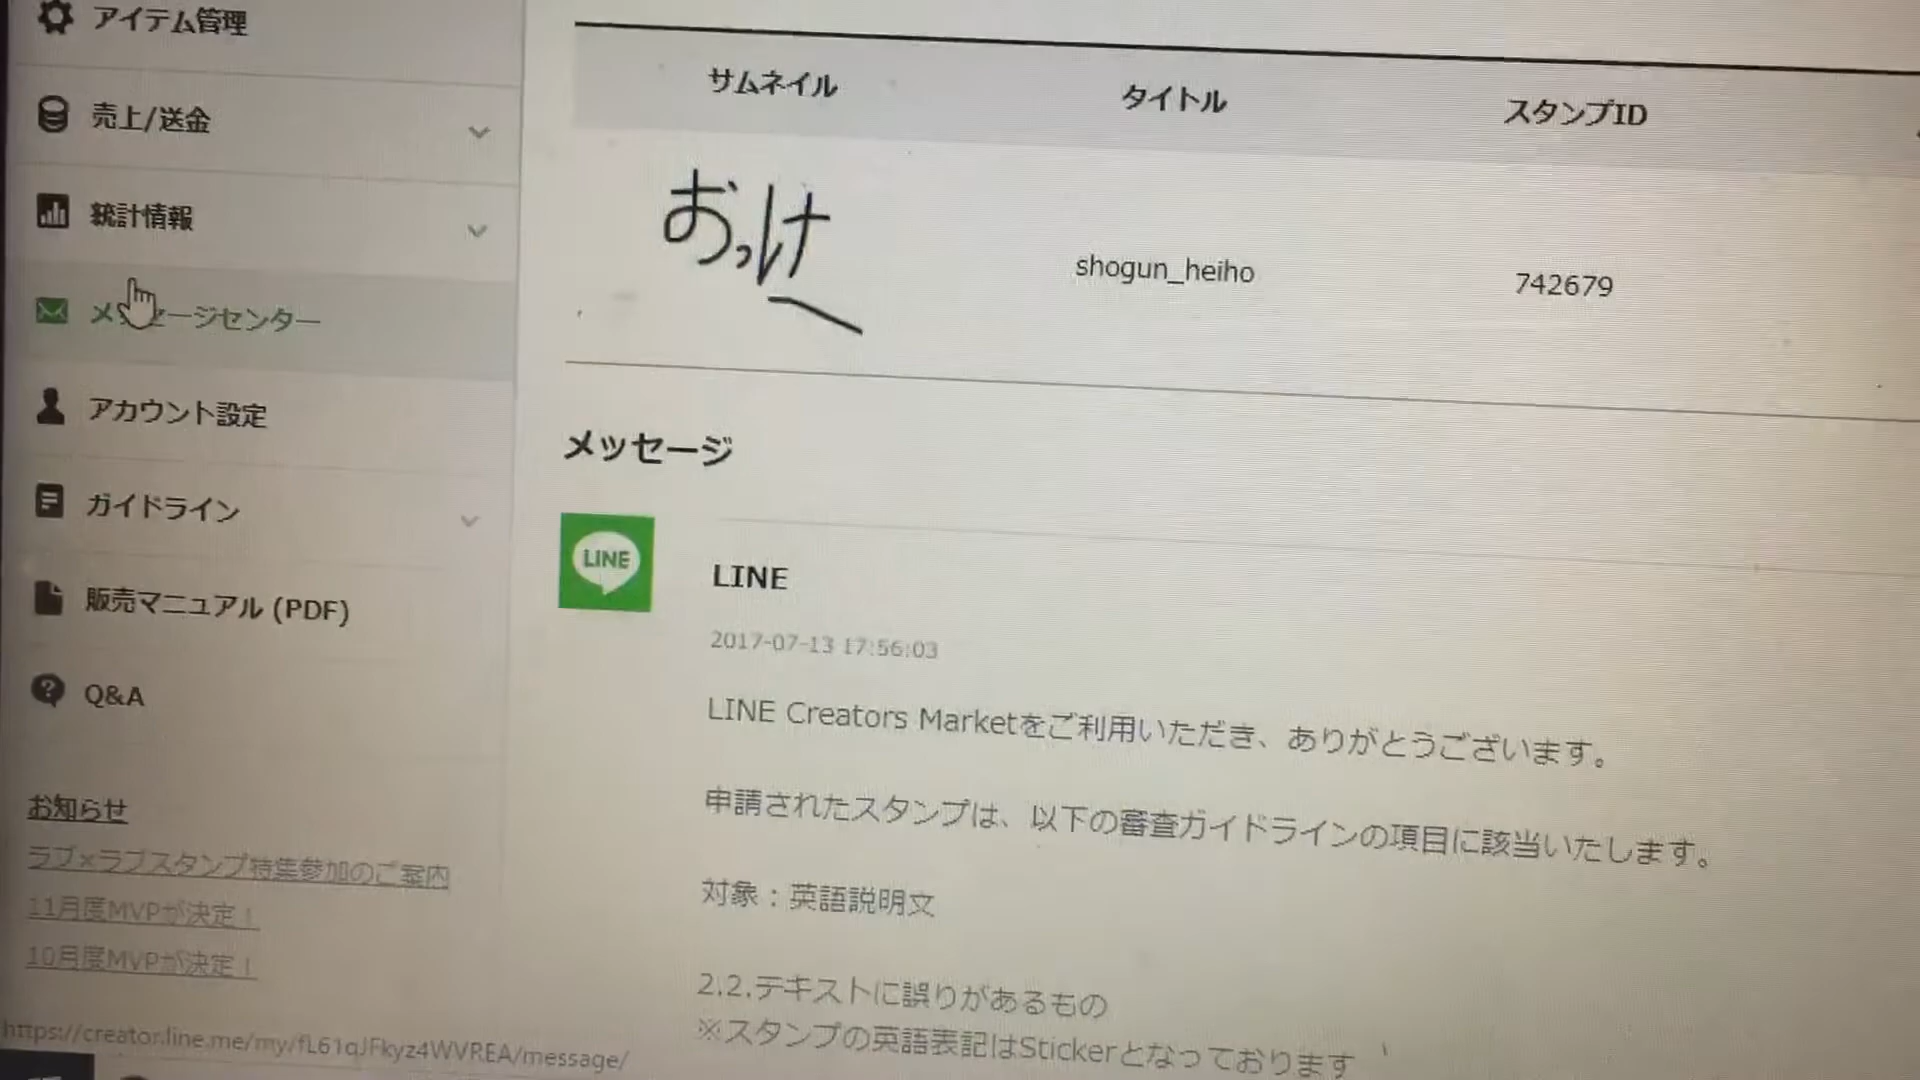 アイテム管理
売上/送金
統計情報
メッセージセンター
アカウント設定
ガイドライン
販売マニュアル (PDF)
Q&A
お知らせ
ラブ×ラブスタンプ特集参加のご案内
11月度MVPが決定！
10月度MVPが決定！
https://creator.line.me/my/fL61qJFkyz4WVREA/message/
サムネイル
タイトル
スタンプID
おっけー
shogun_heiho
742679
メッセージ
LINE
LINE
2017-07-13 17:56:03
LINE Creators Marketをご利用いただき、ありがとうございます。
申請されたスタンプは、以下の審査ガイドラインの項目に該当いたします。
対象：英語説明文
2.2.テキストに誤りがあるもの
※スタンプの英語表記はStickerとなっております